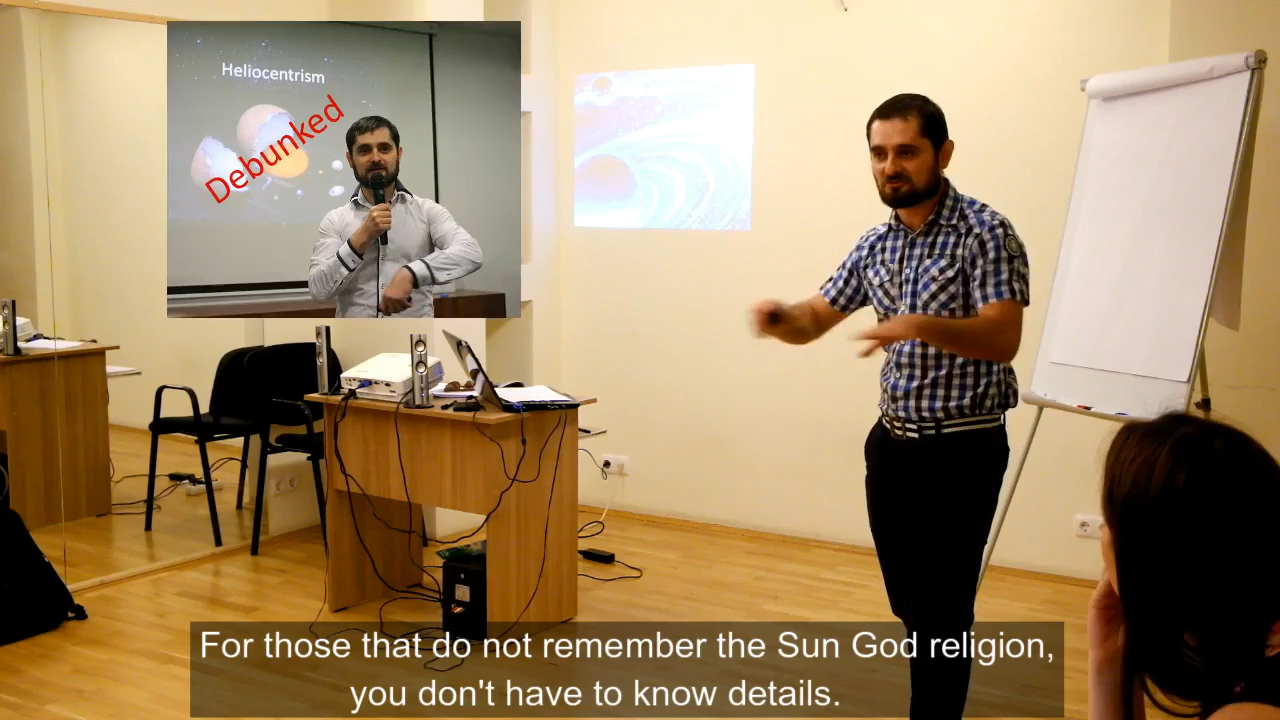 Heliocentrism
Debunked
For those that do not remember the Sun God religion,
you don't have to know details.